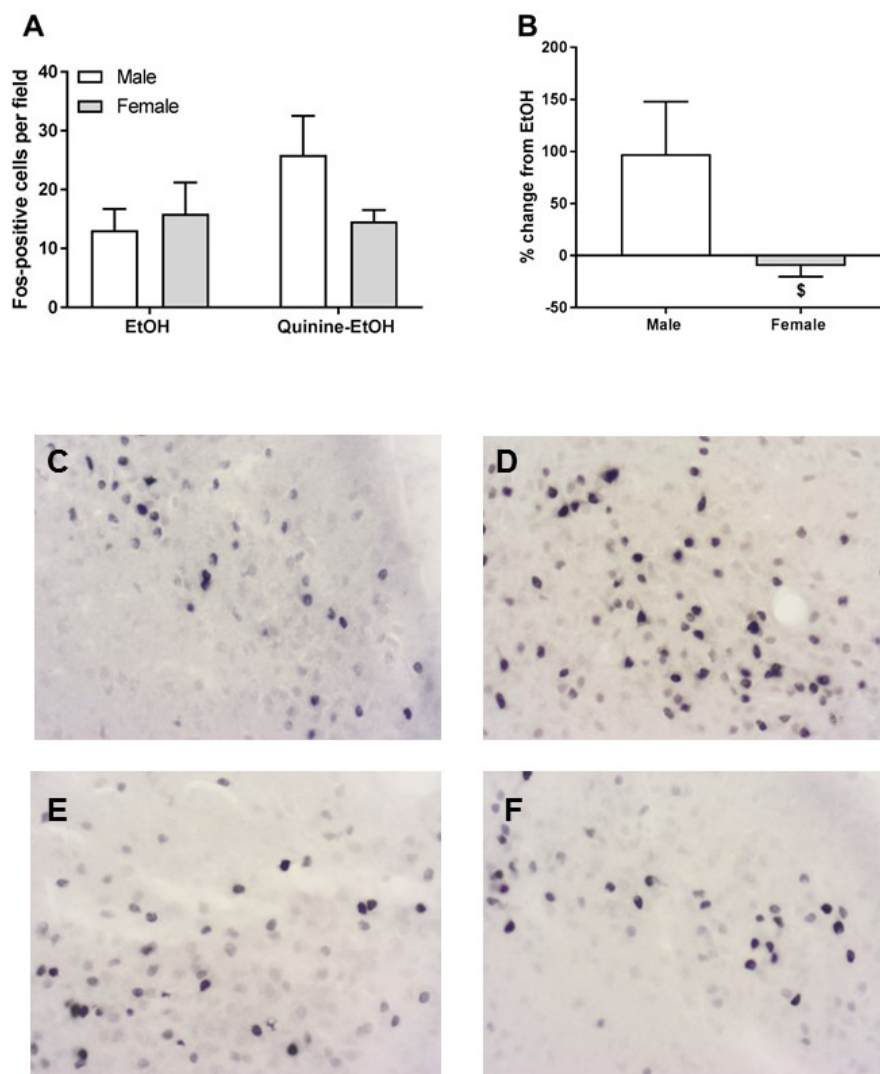 A
Fos-positive cells per field
40
30
20
10
0
Male
Female
EtOH
Quinine-EtOH
B
% change from EtOH
200
150
100
50
0
-50
$
Male
Female
C
D
E
F